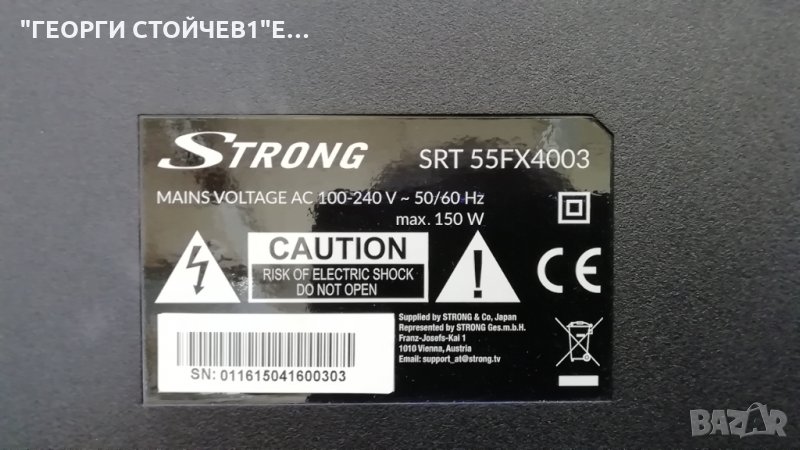 "ГЕОРГИ СТОЙЧЕВ1"Е...
STRONG
SRT 55FX4003
MAINS VOLTAGE AC 100-240 V ~ 50/60 Hz
max. 150 W
CAUTION
RISK OF ELECTRIC SHOCK
DO NOT OPEN
CE
Supplied by STRONG & Co, Japan
Represented by STRONG Ges.m.b.H.
Franz-Josefs-Kai 1
1010 Vienna, Austria
Email: support_at@strong.tv
SN: 011615041600303
BAZAR